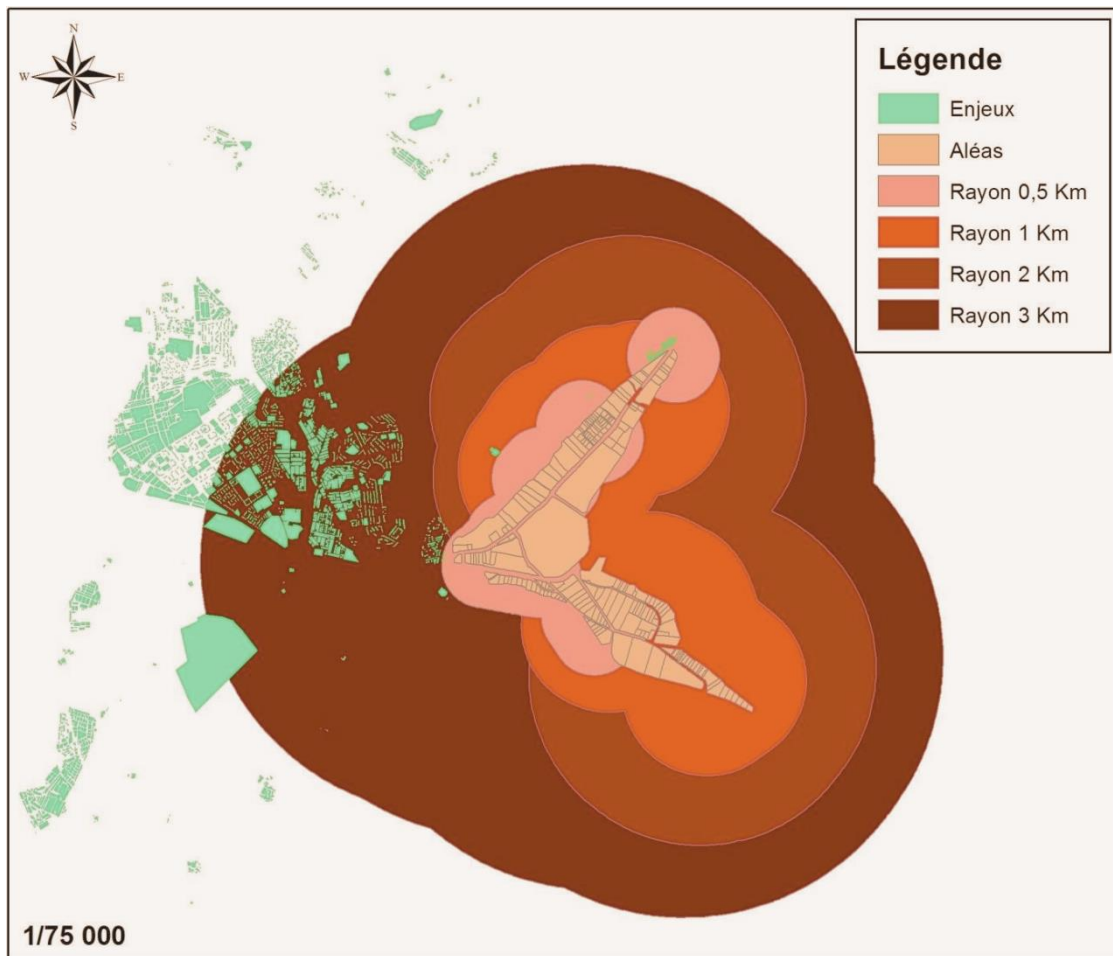 N
W E
S
Légende
Enjeux
Aléas
Rayon 0,5 Km
Rayon 1 Km
Rayon 2 Km
Rayon 3 Km
1/75 000